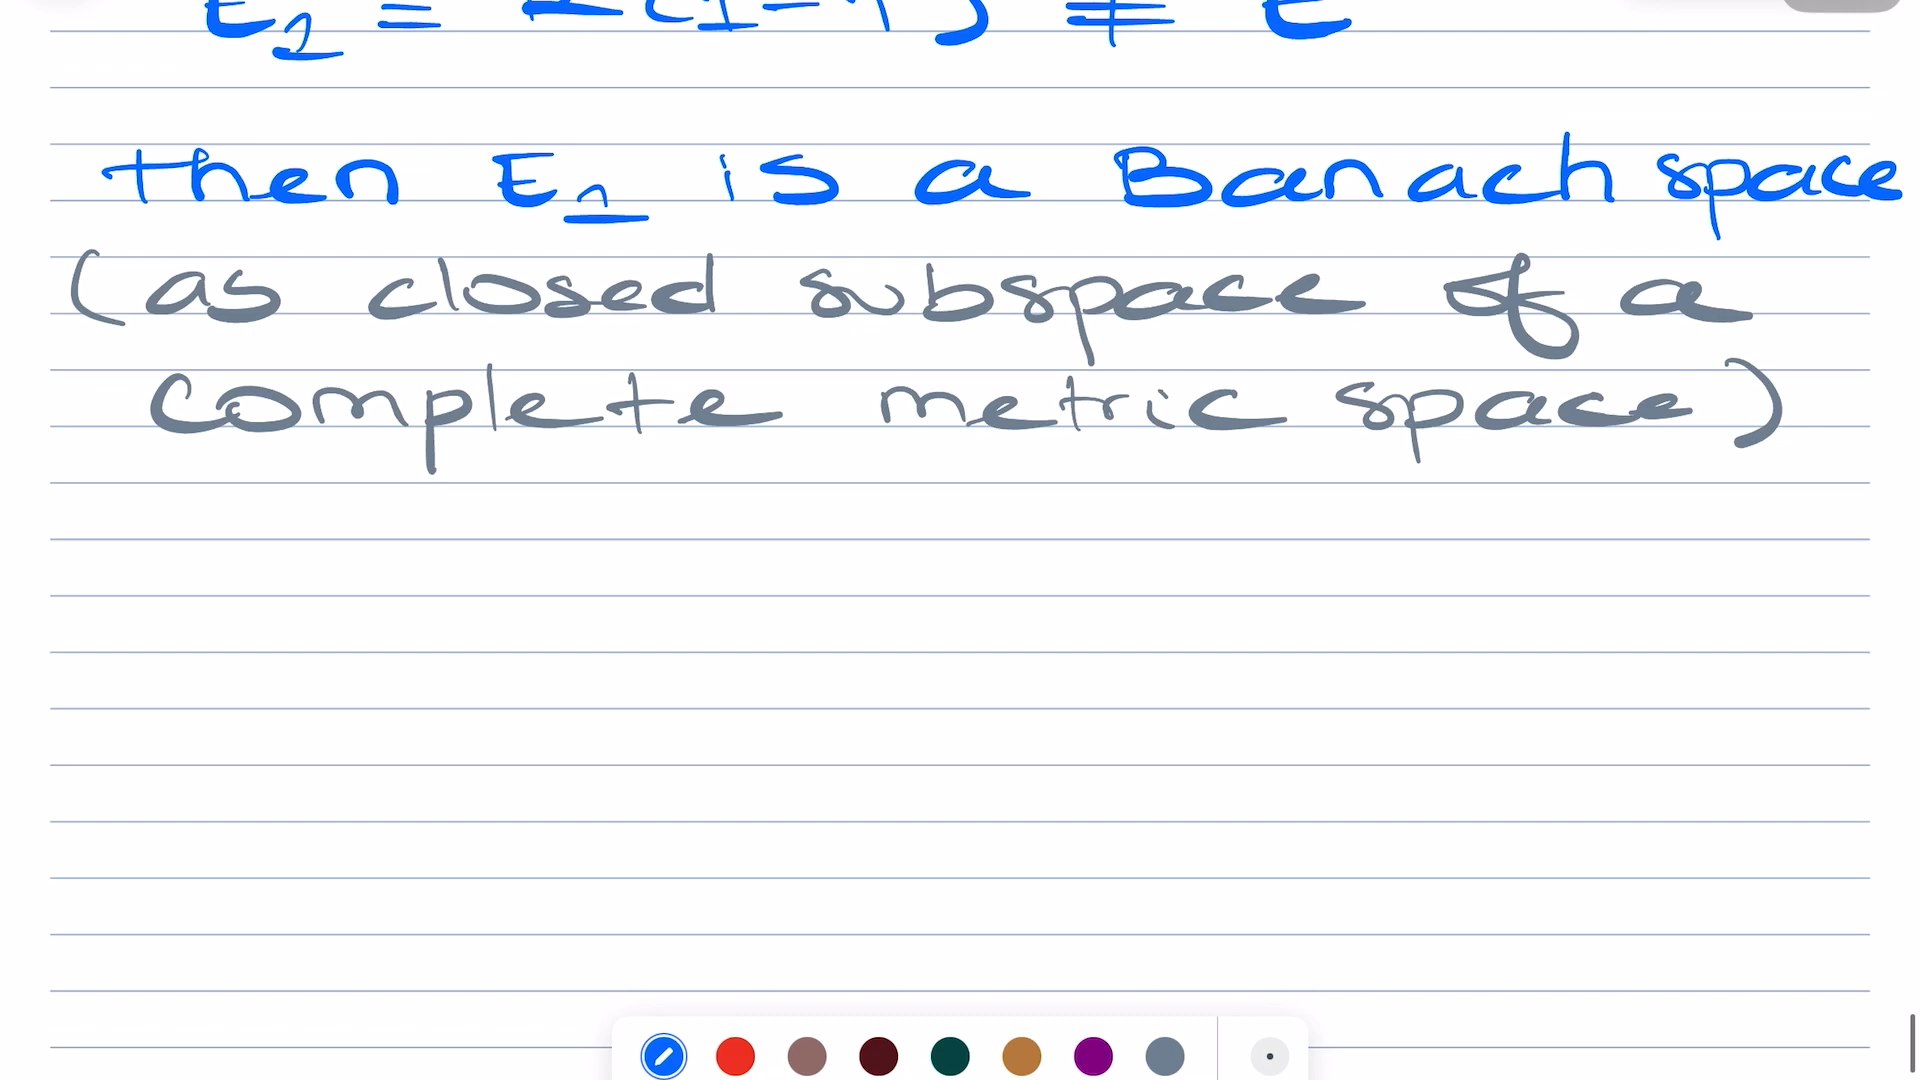 then E₁ is a Banach space
(as closed subspace of a
complete metric space)